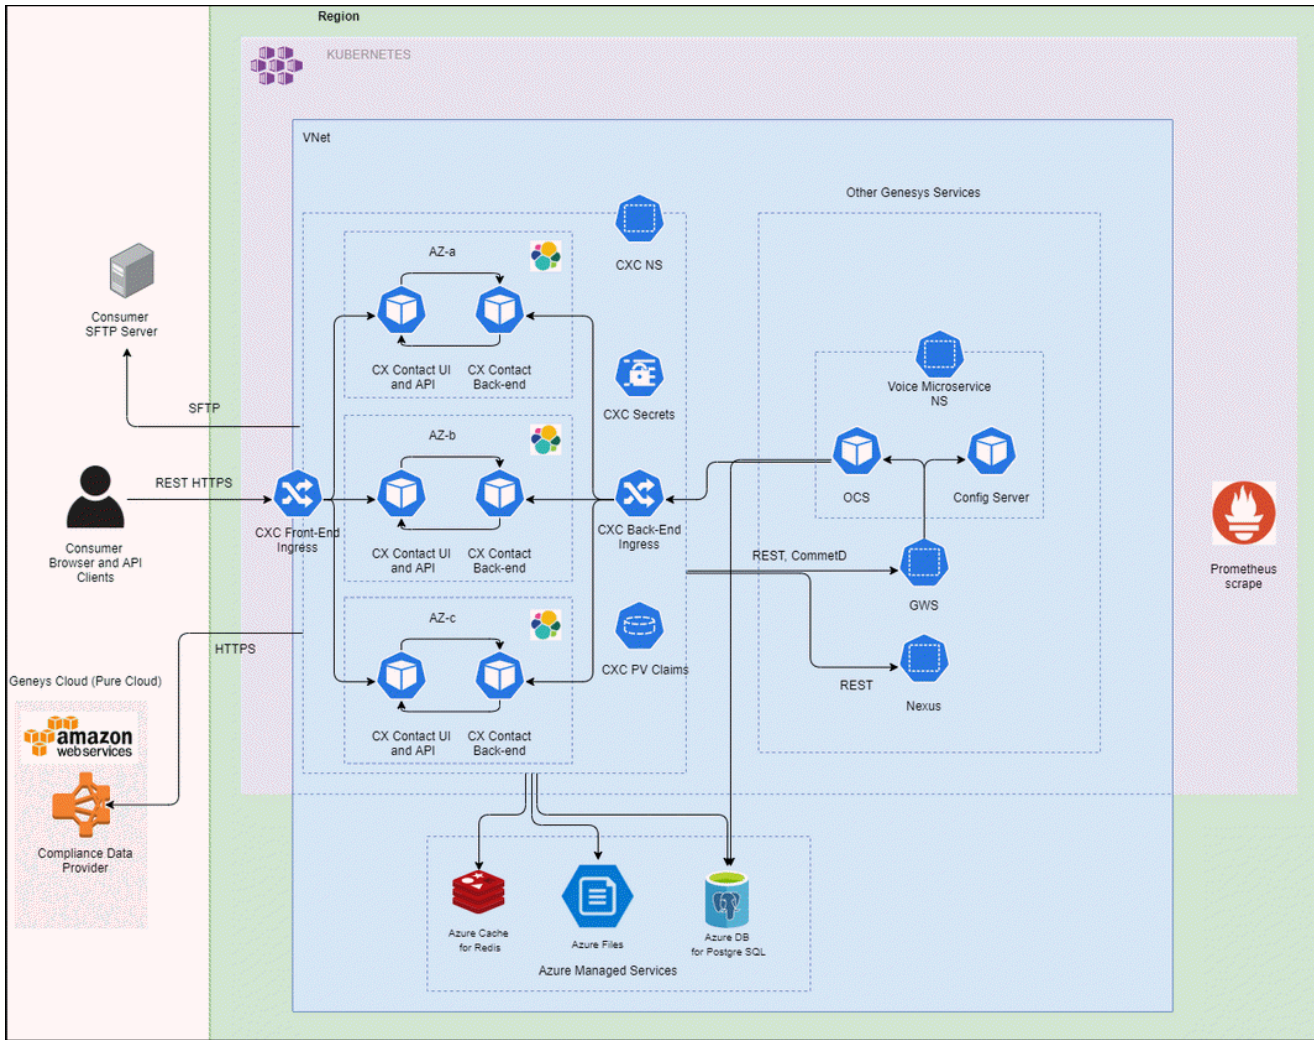 Region
KUBERNETES
VNet
Other Genesys Services
AZ-a
CXC NS
CX Contact UI
and API
CX Contact
Back-end
Consumer
SFTP Server
SFTP
CXC Secrets
Voice Microservice
NS
AZ-b
OCS
Config Server
REST HTTPS
CXC Front-End
Ingress
CXC Back-End
Ingress
Consumer
Browser and API
Clients
CX Contact UI
and API
CX Contact
Back-end
REST, CommetD
GWS
Prometheus
scrape
AZ-c
HTTPS
CXC PV Claims
REST
Nexus
Geneys Cloud (Pure Cloud)
amazon
webservices
CX Contact UI
and API
CX Contact
Back-end
Compliance Data
Provider
Azure Cache
for Redis
Azure Files
Azure DB
for Postgre SQL
Azure Managed Services